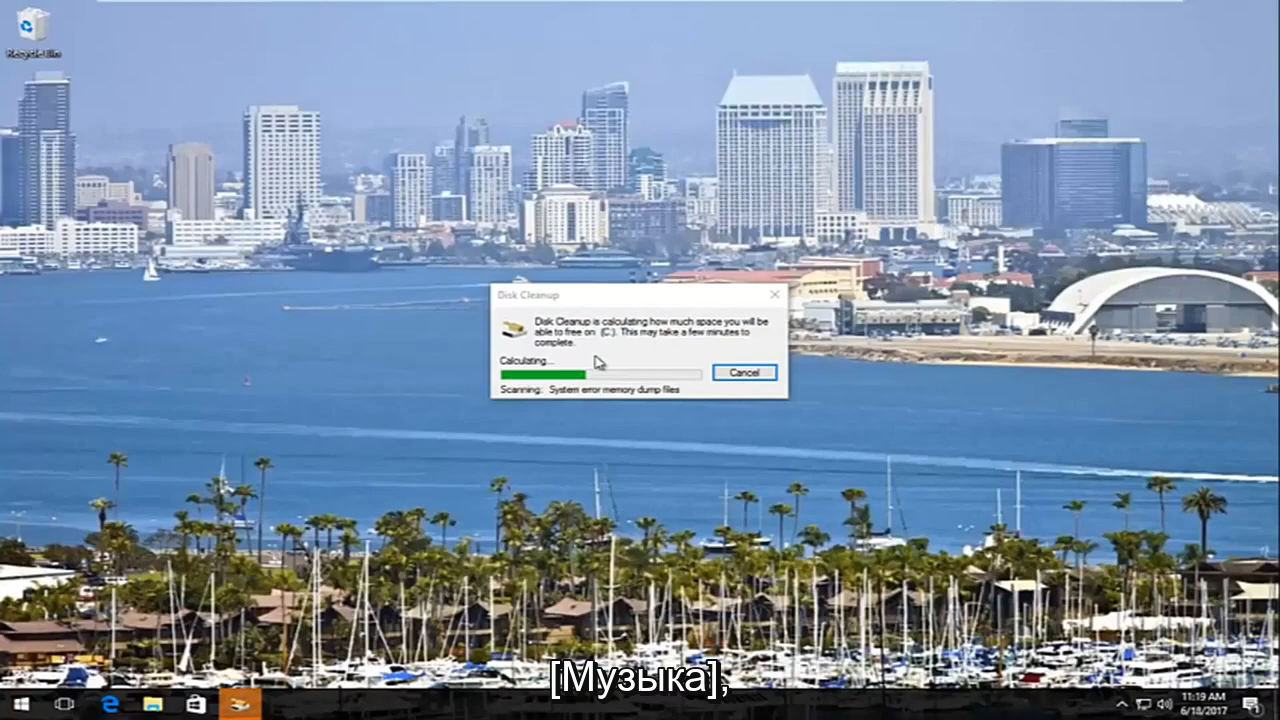 Recycle Bin
Disk Cleanup
Disk Cleanup is calculating how much space you will be
able to free on (C:). This may take a few minutes to
complete.
Calculating...
Cancel
Scanning: System error memory dump files
[Музыка],
11:19 AM
6/18/2017